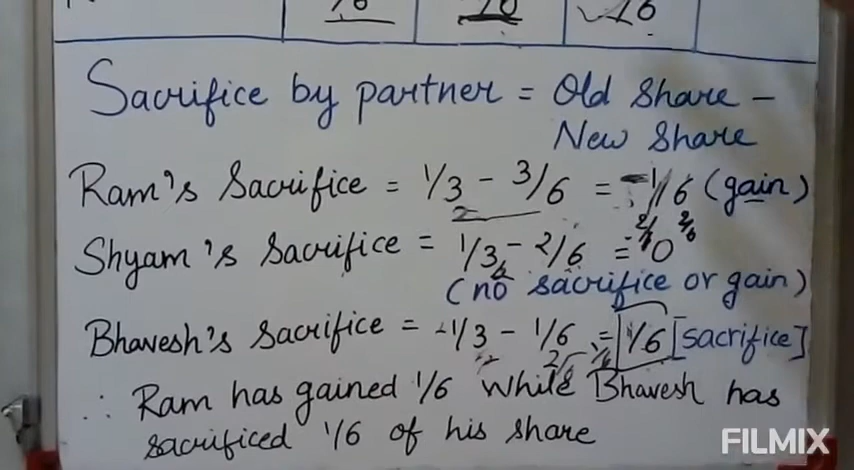 Sacrifice by partner = Old Share -
New Share
Ram's Sacrifice = 1/3 - 3/6 = -1/6 (gain)
Shyam's Sacrifice = 1/3 - 2/6 = 0
(no sacrifice or gain)
Bhavesh's Sacrifice = 1/3 - 1/6 = 1/6 [sacrifice]
∴ Ram has gained 1/6 while Bhavesh has
sacrificed 1/6 of his share
FILMIX